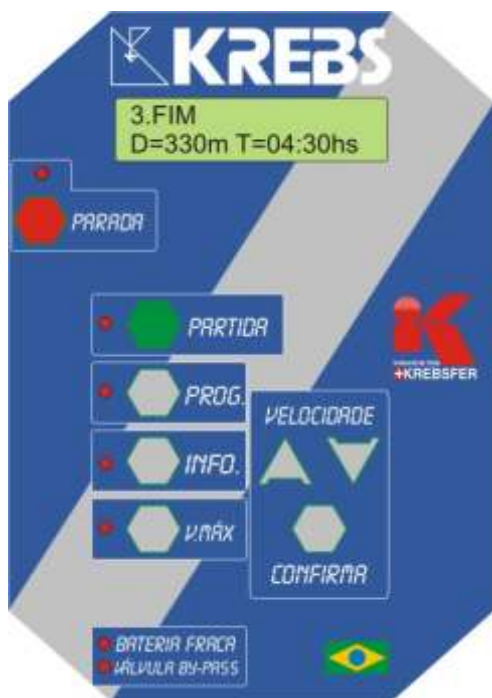 KREBS
3.FIM
D=330m T=04:30hs
PARADA
PARTIDA
PROG.
INFO.
V.MÁX
VELOCIDADE
CONFIRMA
+KREBSFER
BATERIA FRACA
VÁLVULA BY-PASS